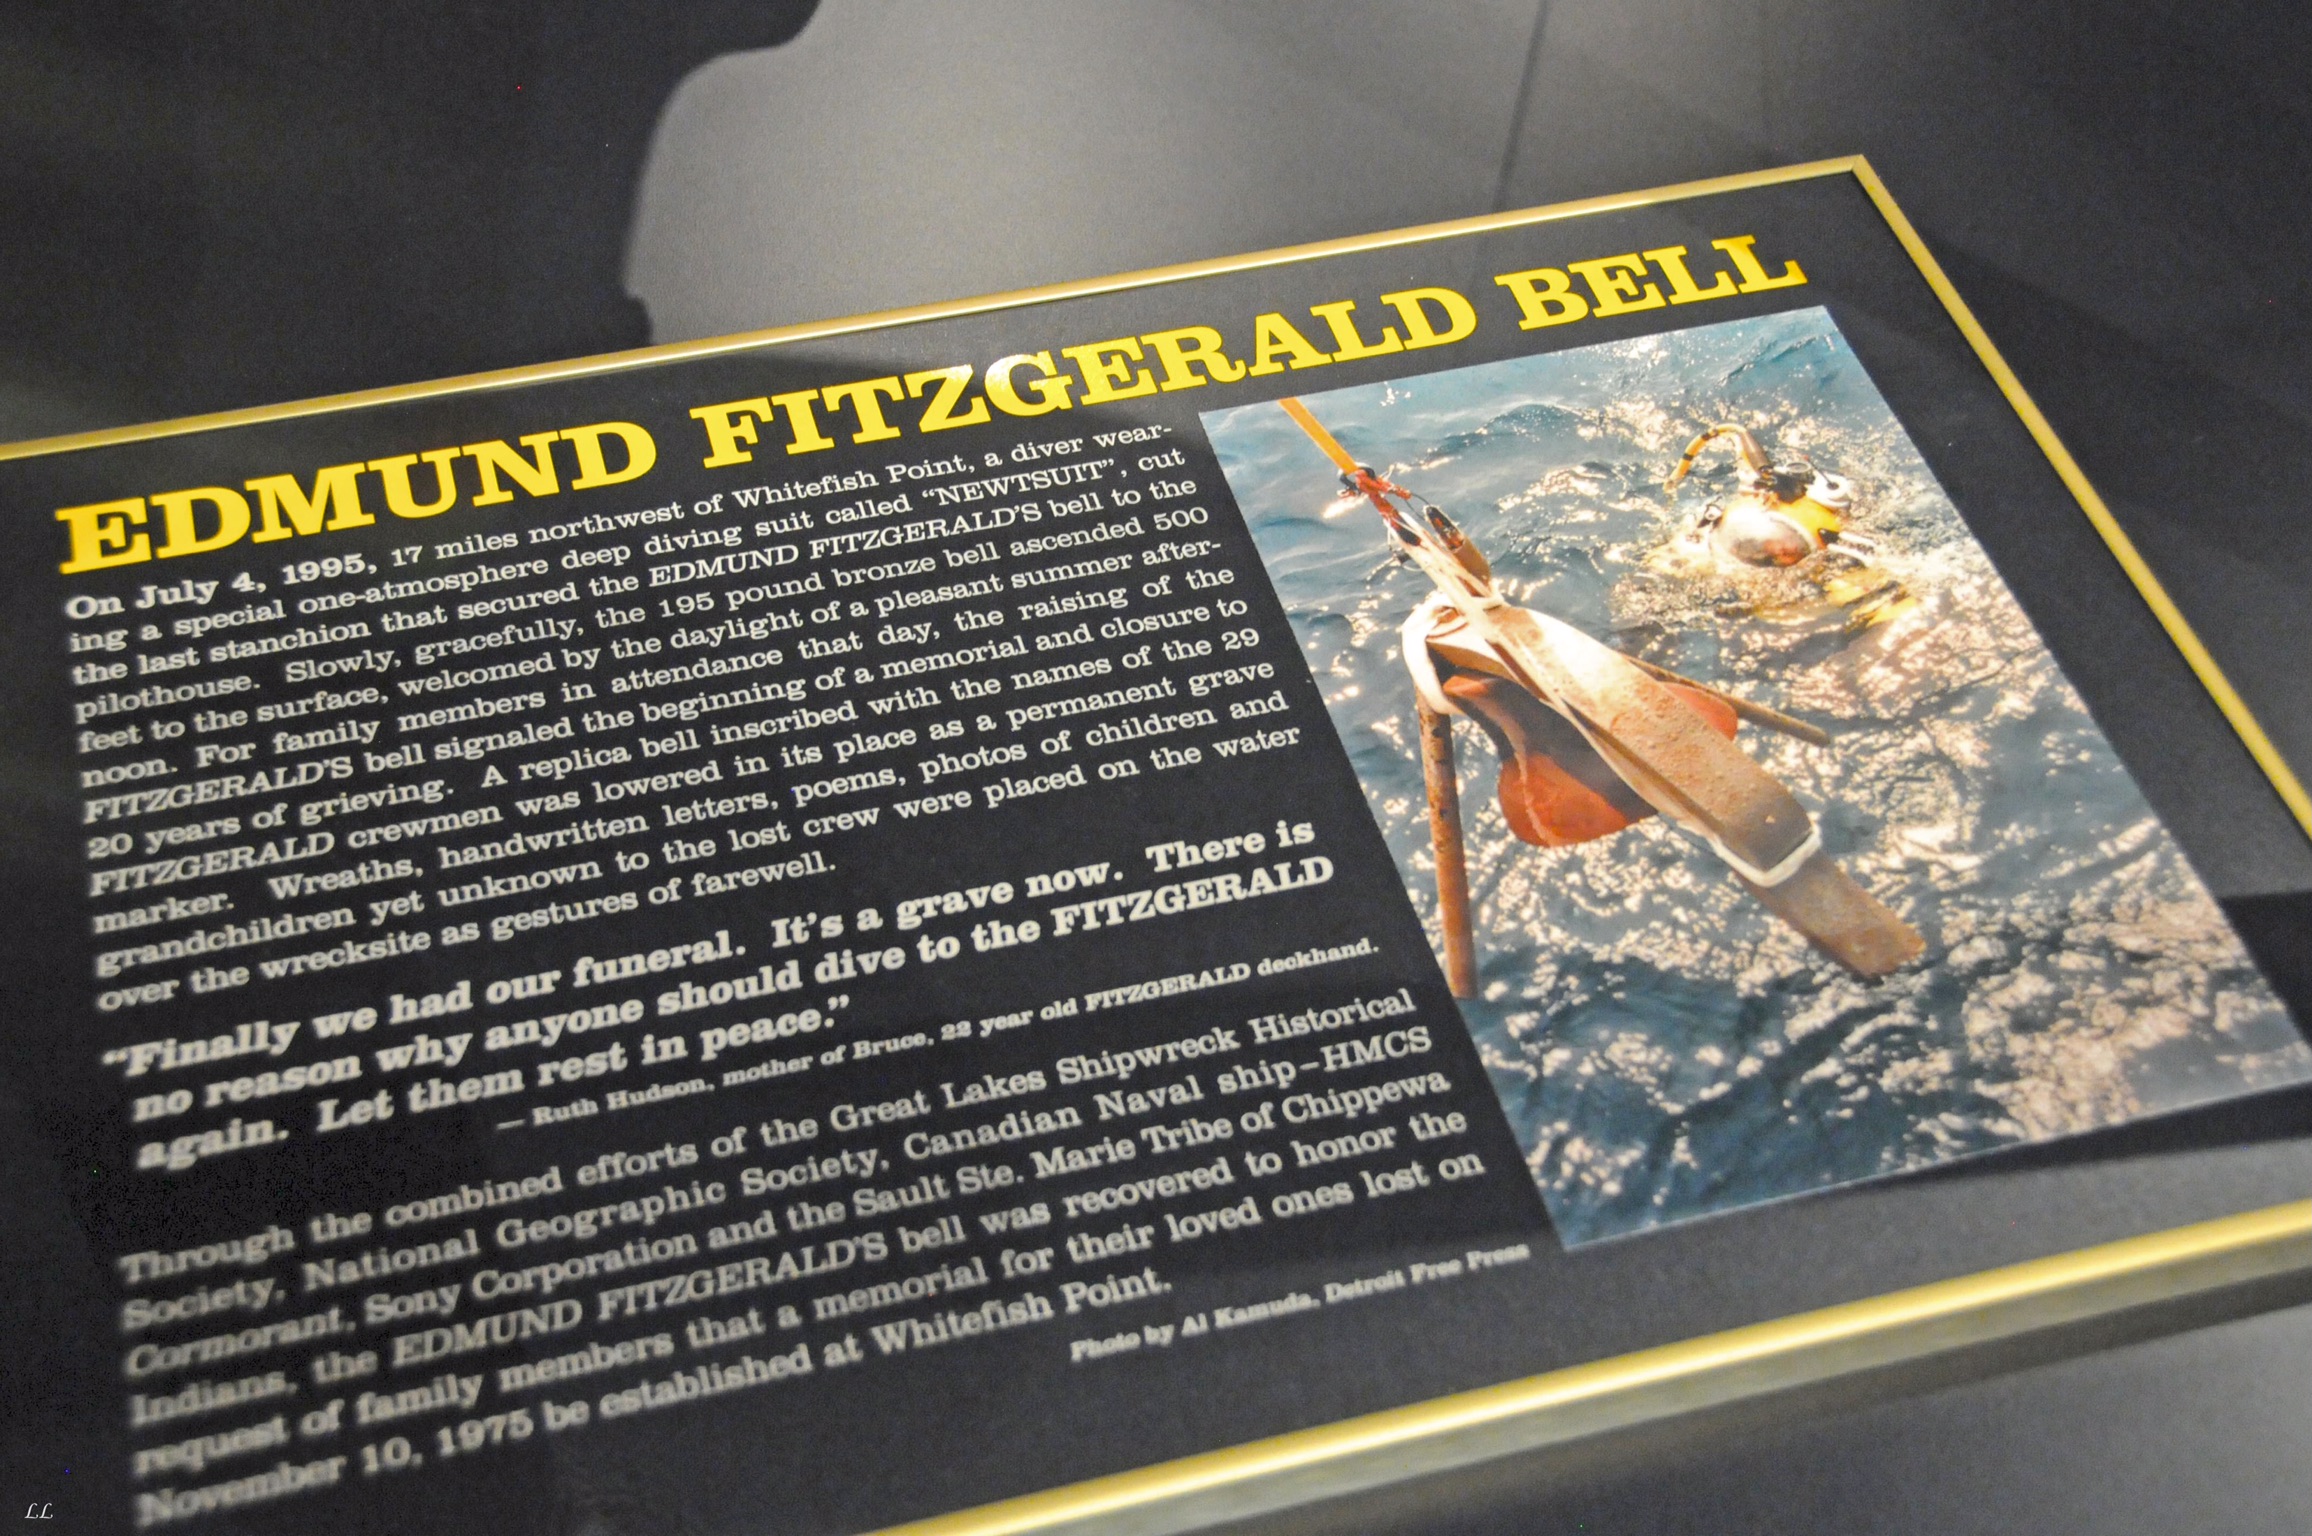 EDMUND FITZGERALD BELL
On July 4, 1995, 17 miles northwest of Whitefish Point, a diver wear-
ing a special one-atmosphere deep diving suit called “NEWTSUIT”, cut
the last stanchion that secured the EDMUND FITZGERALD’S bell to the
pilothouse. Slowly, gracefully, the 195 pound bronze bell ascended 500
feet to the surface, welcomed by the daylight of a pleasant summer after-
noon. For family members in attendance that day, the raising of the
FITZGERALD’S bell signaled the beginning of a memorial and closure to
20 years of grieving. A replica bell inscribed with the names of the 29
FITZGERALD crewmen was lowered in its place as a permanent grave
marker. Wreaths, handwritten letters, poems, photos of children and
grandchildren yet unknown to the lost crew were placed on the water
over the wrecksite as gestures of farewell.
“Finally we had our funeral. It’s a grave now. There is
no reason why anyone should dive to the FITZGERALD
again. Let them rest in peace.”
— Ruth Hudson, mother of Bruce, 22 year old FITZGERALD deckhand.
Through the combined efforts of the Great Lakes Shipwreck Historical
Society, National Geographic Society, Canadian Naval ship–HMCS
Cormorant, Sony Corporation and the Sault Ste. Marie Tribe of Chippewa
Indians, the EDMUND FITZGERALD’S bell was recovered to honor the
request of family members that a memorial for their loved ones lost on
November 10, 1975 be established at Whitefish Point.
Photo by Al Kamuda, Detroit Free Press
LL